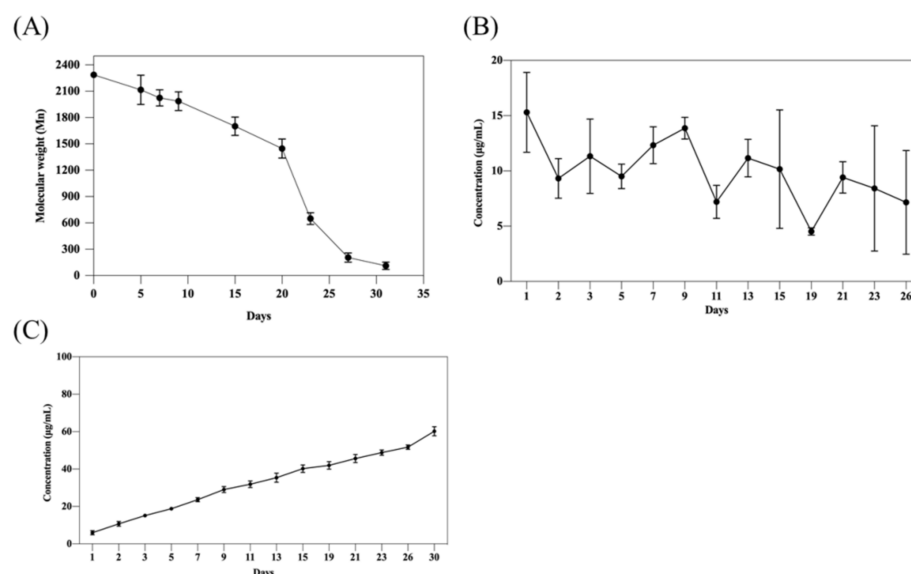 (A)
Molecular weight (Mn)
2400
2100
1800
1500
1200
900
600
300
0
0 5 10 15 20 25 30 35
Days
(B)
Concentration (μg/mL)
20
15
10
5
0
1 2 3 5 7 9 11 13 15 19 21 23 26
Days
(C)
Concentration (μg/mL)
100
80
60
40
20
0
1 2 3 5 7 9 11 13 15 19 21 23 26 30
Days